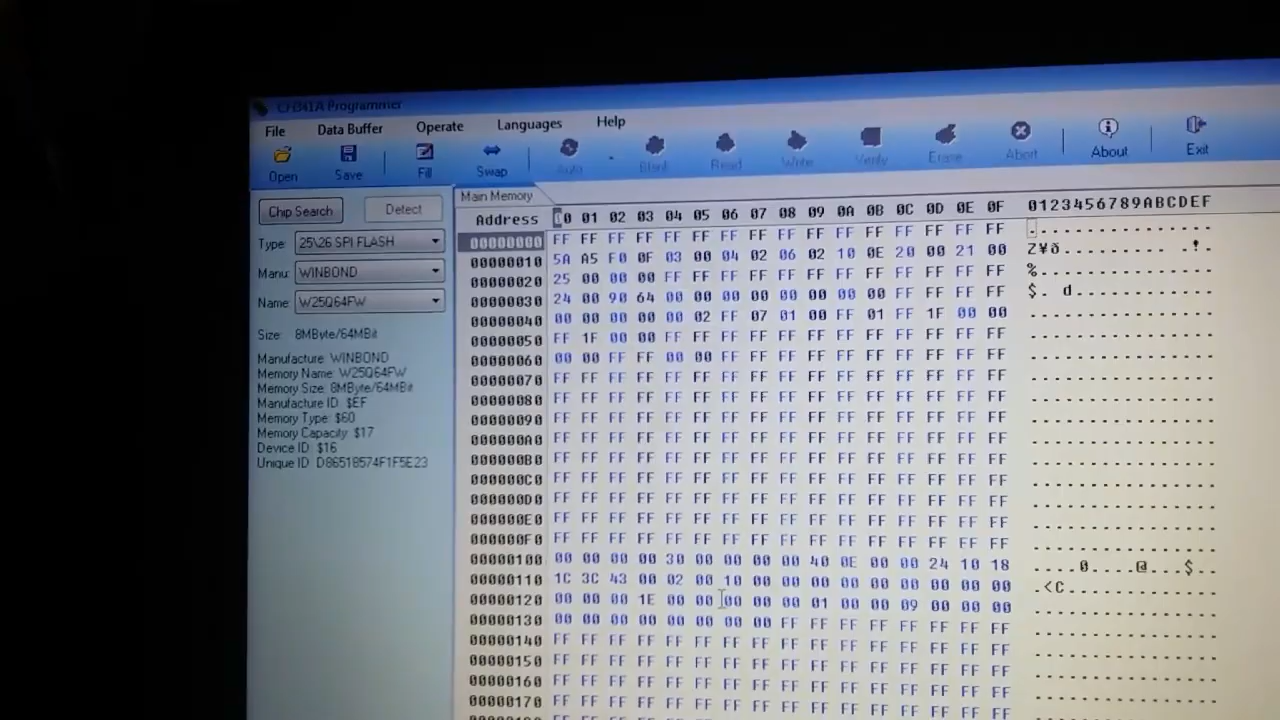 CH341A Programmer
File Data Buffer Operate Languages Help
Open Save Fill Swap Auto Blank Read Write Verify Erase Abort About Exit
Chip Search Detect
Type: 25\26 SPI FLASH
Manu: WINBOND
Name: W25Q64FW
Size: 8MByte/64MBit
Manufacture: WINBOND
Memory Name: W25Q64FW
Memory Size: 8MByte/64MBit
Manufacture ID: $EF
Memory Type: $60
Memory Capacity: $17
Device ID: $16
Unique ID: D86518574F1F5E23
Main Memory
Address 00 01 02 03 04 05 06 07 08 09 0A 0B 0C 0D 0E 0F 0123456789ABCDEF
00000000 FF FF FF FF FF FF FF FF FF FF FF FF FF FF FF FF ................
00000010 5A A5 F0 0F 03 00 04 02 06 02 10 0E 20 00 21 00 Z¥ð......... .!.
00000020 25 00 00 00 FF FF FF FF FF FF FF FF FF FF FF FF %...............
00000030 24 00 90 64 00 00 00 00 00 00 00 00 FF FF FF FF $..d............
00000040 00 00 00 00 00 02 FF 07 01 00 FF 01 FF 1F 00 00 ................
00000050 FF 1F 00 00 FF FF FF FF FF FF FF FF FF FF FF FF ................
00000060 00 00 FF FF 00 00 FF FF FF FF FF FF FF FF FF FF ................
00000070 FF FF FF FF FF FF FF FF FF FF FF FF FF FF FF FF ................
00000080 FF FF FF FF FF FF FF FF FF FF FF FF FF FF FF FF ................
00000090 FF FF FF FF FF FF FF FF FF FF FF FF FF FF FF FF ................
000000A0 FF FF FF FF FF FF FF FF FF FF FF FF FF FF FF FF ................
000000B0 FF FF FF FF FF FF FF FF FF FF FF FF FF FF FF FF ................
000000C0 FF FF FF FF FF FF FF FF FF FF FF FF FF FF FF FF ................
000000D0 FF FF FF FF FF FF FF FF FF FF FF FF FF FF FF FF ................
000000E0 FF FF FF FF FF FF FF FF FF FF FF FF FF FF FF FF ................
000000F0 FF FF FF FF FF FF FF FF FF FF FF FF FF FF FF FF ................
00000100 00 00 00 00 30 00 00 00 00 40 0E 00 00 24 10 18 ....0....@...$..
00000110 1C 3C 43 00 02 00 10 00 00 00 00 00 00 00 00 00 .<C.............
00000120 00 00 00 1E 00 00 00 00 00 01 00 00 09 00 00 00 ................
00000130 00 00 00 00 00 00 00 00 FF FF FF FF FF FF FF FF ................
00000140 FF FF FF FF FF FF FF FF FF FF FF FF FF FF FF FF ................
00000150 FF FF FF FF FF FF FF FF FF FF FF FF FF FF FF FF ................
00000160 FF FF FF FF FF FF FF FF FF FF FF FF FF FF FF FF ................
00000170 FF FF FF FF FF FF FF FF FF FF FF FF FF FF FF FF ................